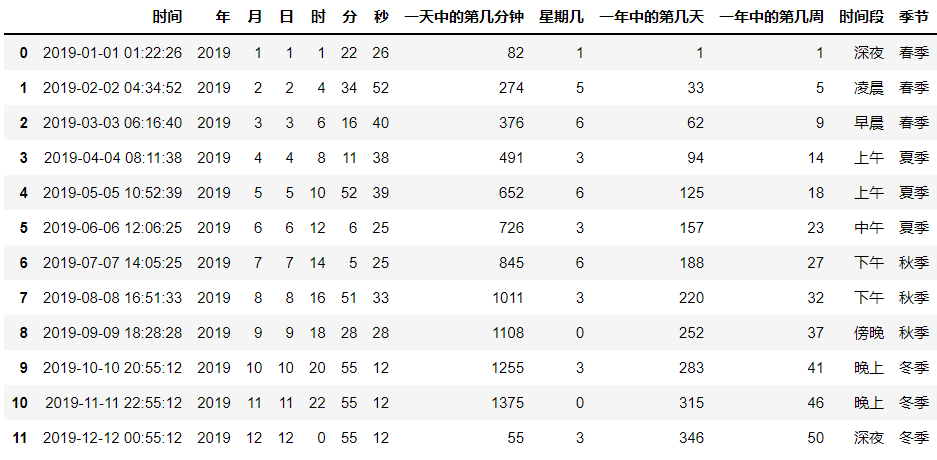 时间 年 月 日 时 分 秒 一天中的第几分钟 星期几 一年中的第几天 一年中的第几周 时间段 季节
0 2019-01-01 01:22:26 2019 1 1 1 22 26 82 1 1 1 深夜 春季
1 2019-02-02 04:34:52 2019 2 2 4 34 52 274 5 33 5 凌晨 春季
2 2019-03-03 06:16:40 2019 3 3 6 16 40 376 6 62 9 早晨 春季
3 2019-04-04 08:11:38 2019 4 4 8 11 38 491 3 94 14 上午 夏季
4 2019-05-05 10:52:39 2019 5 5 10 52 39 652 6 125 18 上午 夏季
5 2019-06-06 12:06:25 2019 6 6 12 6 25 726 3 157 23 中午 夏季
6 2019-07-07 14:05:25 2019 7 7 14 5 25 845 6 188 27 下午 秋季
7 2019-08-08 16:51:33 2019 8 8 16 51 33 1011 3 220 32 下午 秋季
8 2019-09-09 18:28:28 2019 9 9 18 28 28 1108 0 252 37 傍晚 秋季
9 2019-10-10 20:55:12 2019 10 10 20 55 12 1255 3 283 41 晚上 冬季
10 2019-11-11 22:55:12 2019 11 11 22 55 12 1375 0 315 46 晚上 冬季
11 2019-12-12 00:55:12 2019 12 12 0 55 12 55 3 346 50 深夜 冬季